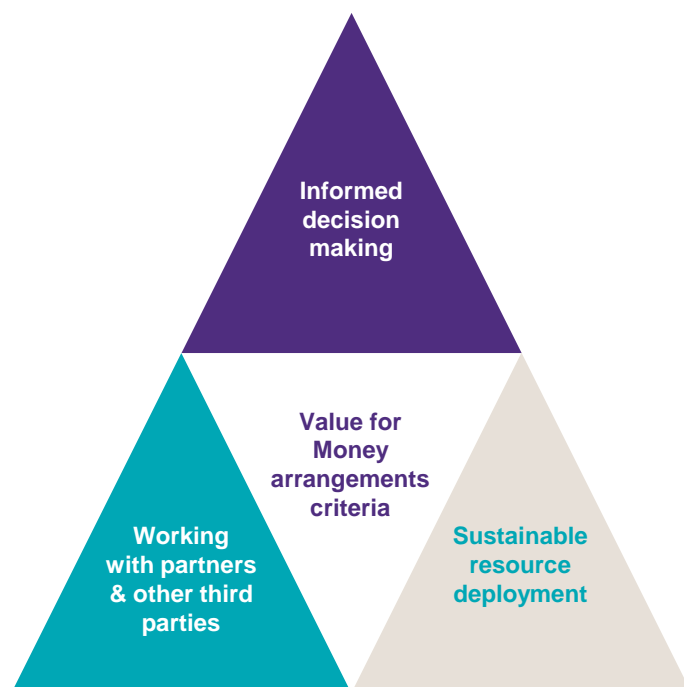 Informed
decision
making
Value for
Money
arrangements
criteria
Working
with partners
& other third
parties
Sustainable
resource
deployment